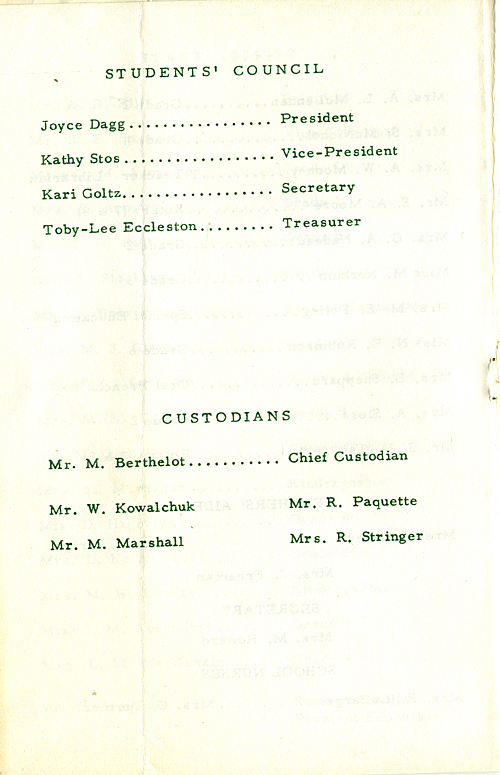 STUDENTS' COUNCIL
Joyce Dagg................. President
Kathy Stos.................. Vice-President
Kari Goltz.................. Secretary
Toby-Lee Eccleston......... Treasurer
CUSTODIANS
Mr. M. Berthelot........... Chief Custodian
Mr. W. Kowalchuk Mr. R. Paquette
Mr. M. Marshall Mrs. R. Stringer